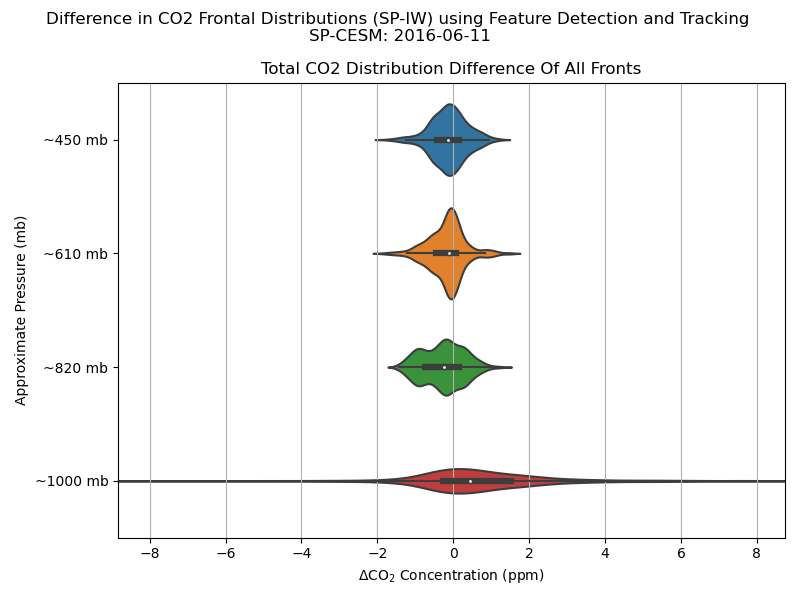 Difference in CO2 Frontal Distributions (SP-IW) using Feature Detection and Tracking
SP-CESM: 2016-06-11
Total CO2 Distribution Difference Of All Fronts
Approximate Pressure (mb)
~450 mb
~610 mb
~820 mb
~1000 mb
−8 −6 −4 −2 0 2 4 6 8
ΔCO₂ Concentration (ppm)